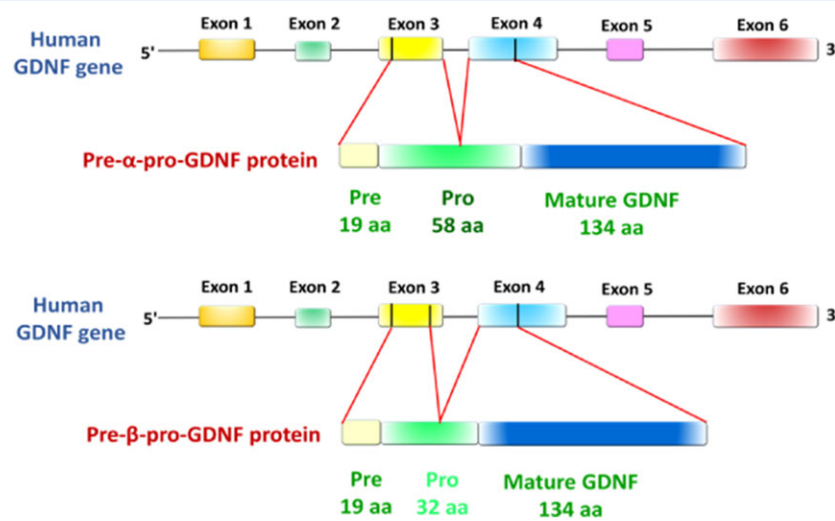 Exon 1 Exon 2 Exon 3 Exon 4 Exon 5 Exon 6
Human
GDNF gene
5' 3
Pre-α-pro-GDNF protein
Pre Pro Mature GDNF
19 aa 58 aa 134 aa
Exon 1 Exon 2 Exon 3 Exon 4 Exon 5 Exon 6
Human
GDNF gene
5' 3
Pre-β-pro-GDNF protein
Pre Pro Mature GDNF
19 aa 32 aa 134 aa